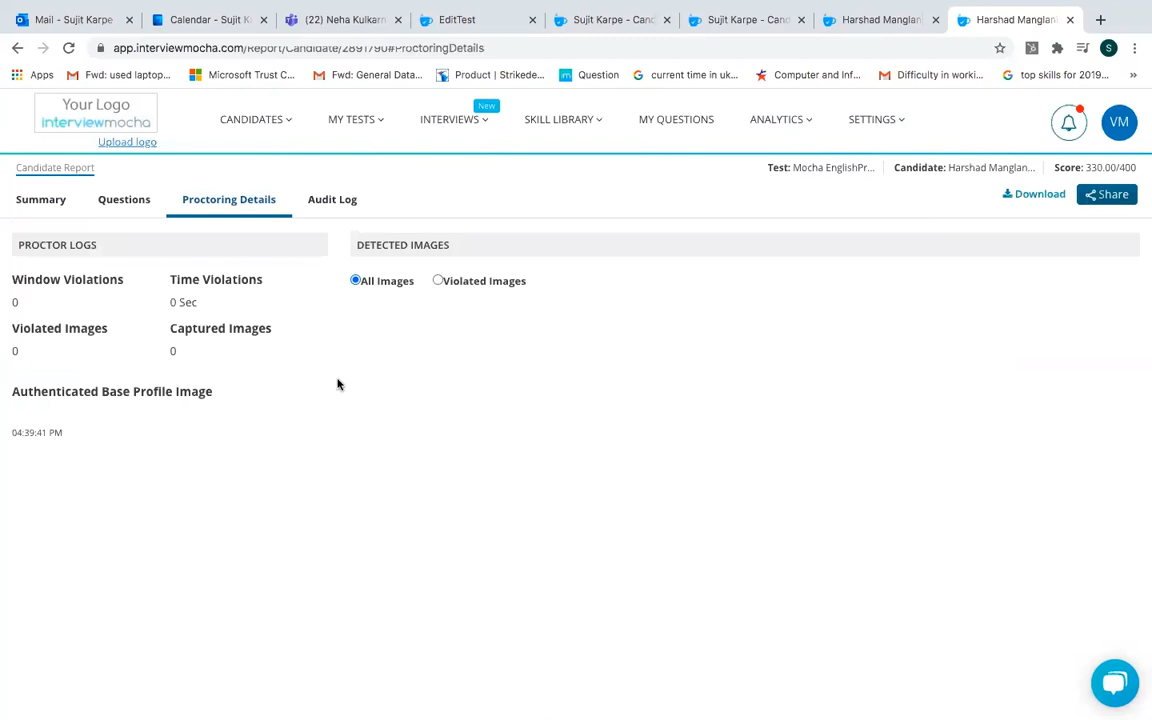 Mail - Sujit Karpe
Calendar - Sujit K
(22) Neha Kulkarn
EditTest
Sujit Karpe - Cand
Sujit Karpe - Cand
Harshad Manglan
Harshad Manglan
app.interviewmocha.com/Report/Candidate/2891790#ProctoringDetails
S
Apps
Fwd: used laptop...
Microsoft Trust C...
Fwd: General Data...
Product | Strikede...
im
Question
current time in uk...
Computer and Inf...
Difficulty in worki...
top skills for 2019...
»
Your Logo
interviewmocha
Upload logo
CANDIDATES
MY TESTS
INTERVIEWS
New
SKILL LIBRARY
MY QUESTIONS
ANALYTICS
SETTINGS
VM
Candidate Report
Test: Mocha EnglishPr...
Candidate: Harshad Manglan...
Score: 330.00/400
Summary
Questions
Proctoring Details
Audit Log
Download
Share
PROCTOR LOGS
DETECTED IMAGES
Window Violations
Time Violations
0
0 Sec
Violated Images
Captured Images
0
0
All Images
Violated Images
Authenticated Base Profile Image
04:39:41 PM